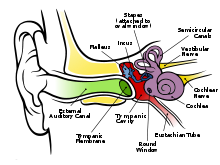 Stapes
(attached to
oval window)
Semicircular
Canals
Incus
Malleus
Vestibular
Nerve
Cochlear
Nerve
Cochlea
External
Auditory Canal
Tympanic
Cavity
Eustachian Tube
Tympanic
Membrane
Round
Window